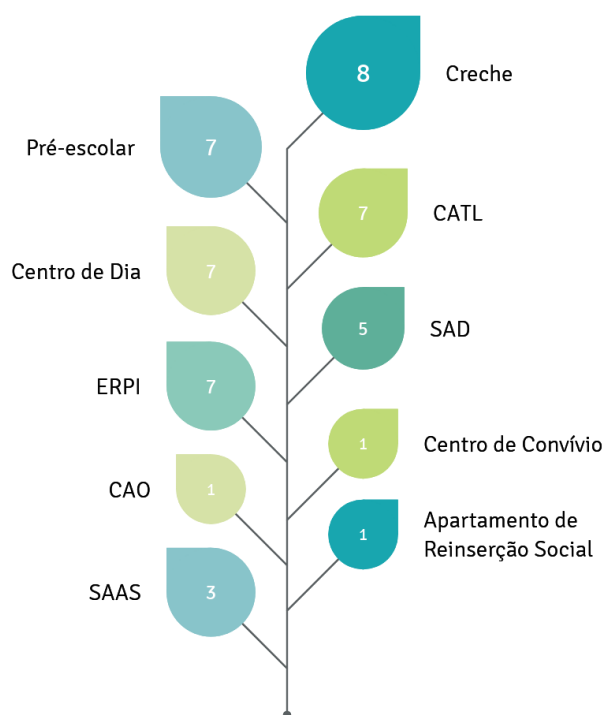 8
Creche
Pré-escolar
7
7
CATL
Centro de Dia
7
5
SAD
ERPI
7
1
Centro de Convívio
CAO
1
1
Apartamento de
Reinserção Social
SAAS
3